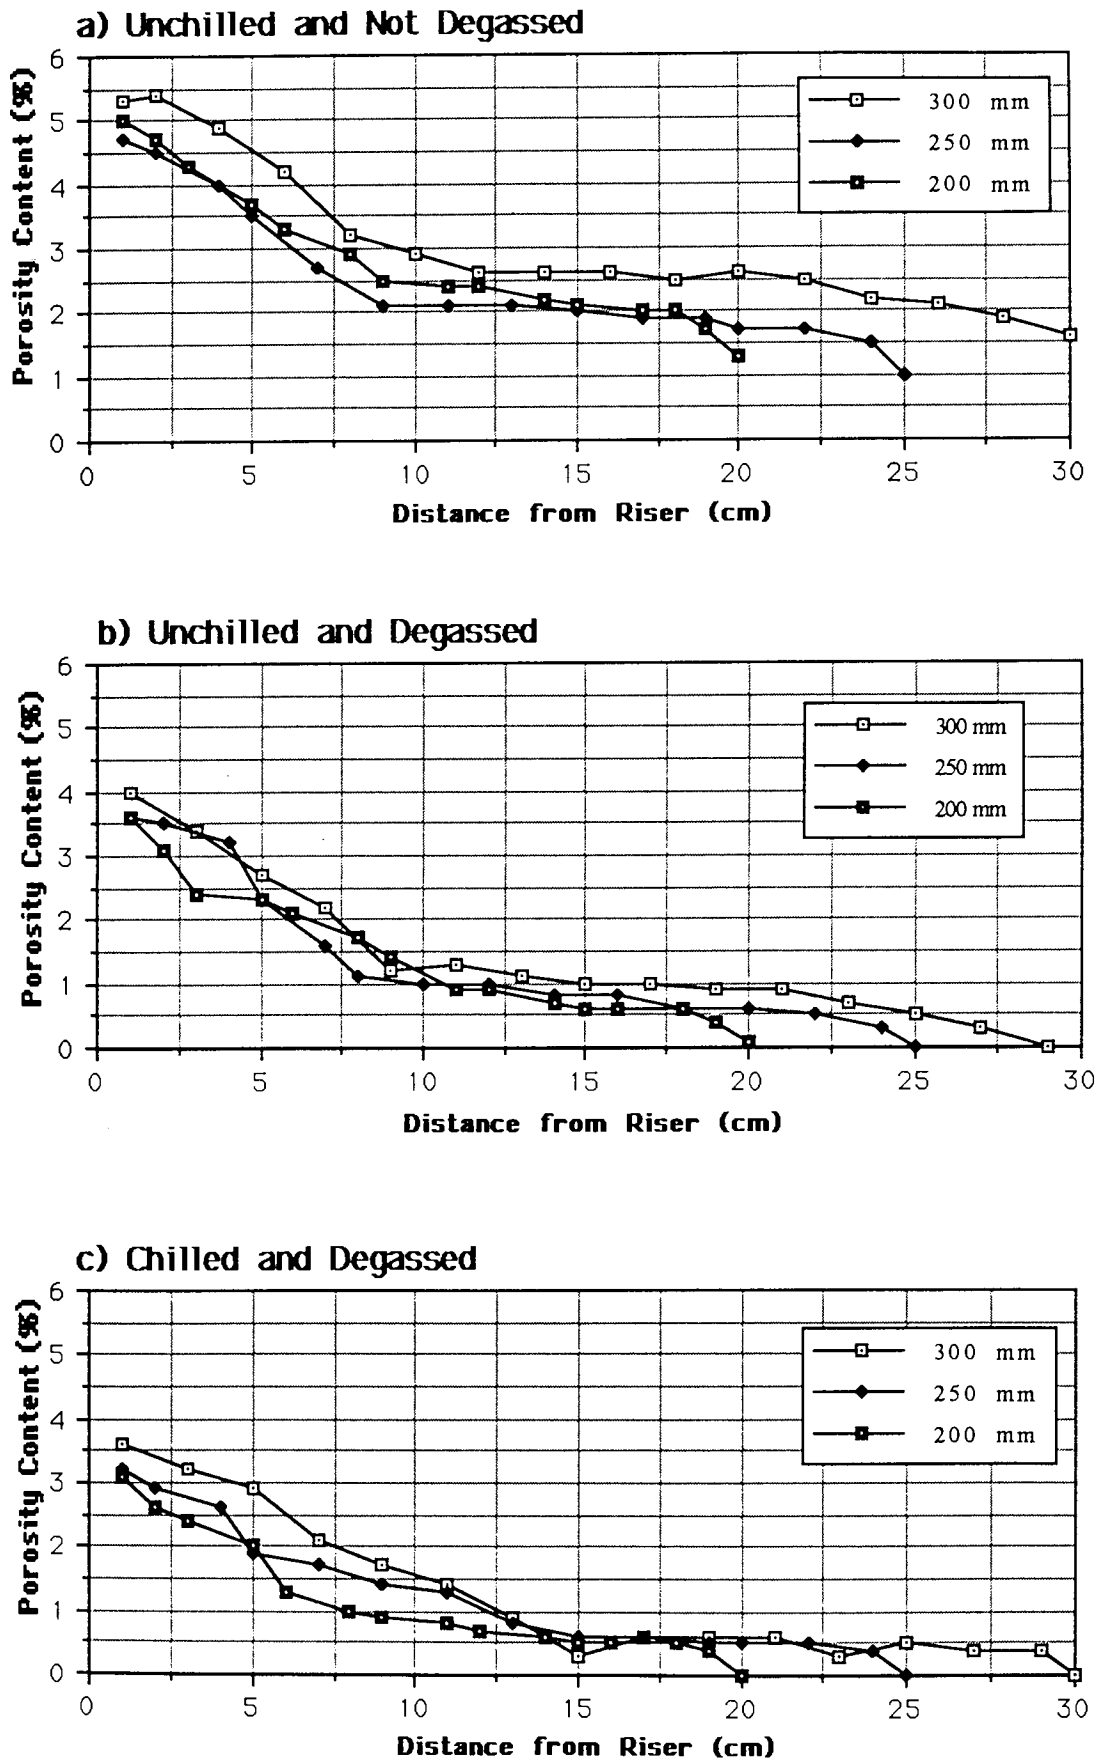 a) Unchilled and Not Degassed
6
5
4
3
2
1
0
Porosity Content (%)
300 mm
250 mm
200 mm
0 5 10 15 20 25 30
Distance from Riser (cm)
b) Unchilled and Degassed
6
5
4
3
2
1
0
Porosity Content (%)
300 mm
250 mm
200 mm
0 5 10 15 20 25 30
Distance from Riser (cm)
c) Chilled and Degassed
6
5
4
3
2
1
0
Porosity Content (%)
300 mm
250 mm
200 mm
0 5 10 15 20 25 30
Distance from Riser (cm)